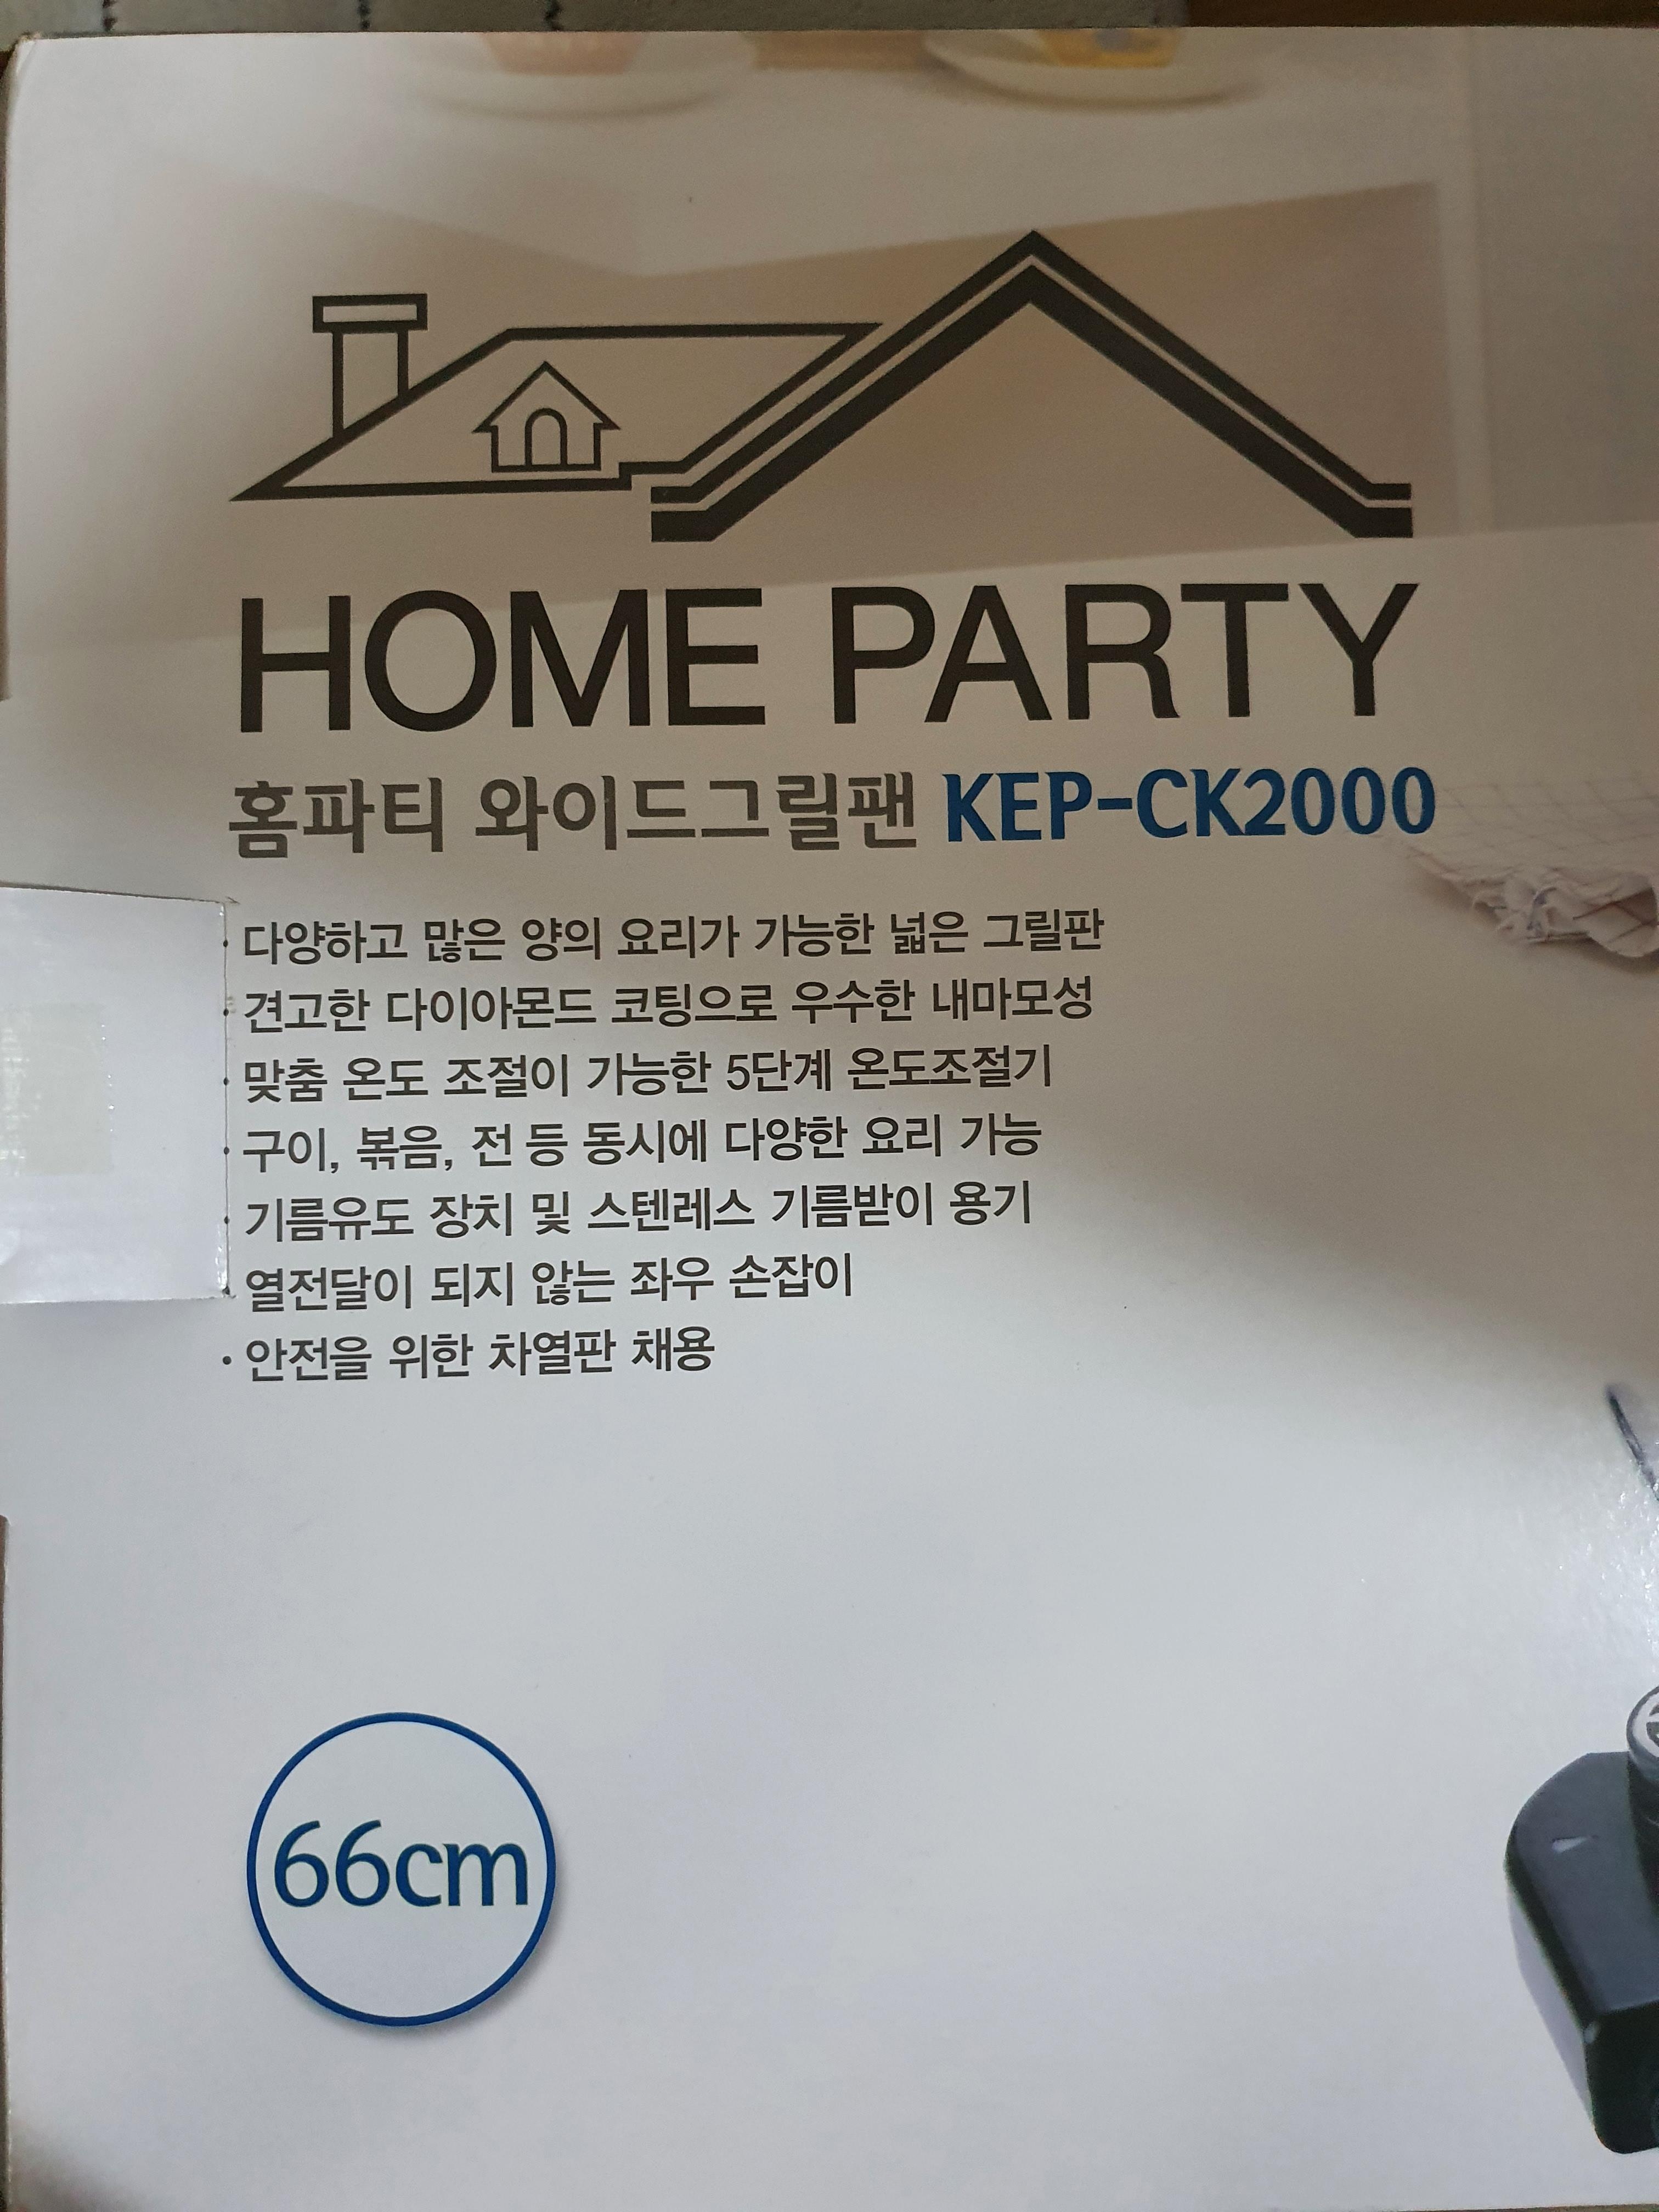 HOME PARTY
홈파티 와이드그릴팬 KEP-CK2000
· 다양하고 많은 양의 요리가 가능한 넓은 그릴판
· 견고한 다이아몬드 코팅으로 우수한 내마모성
· 맞춤 온도 조절이 가능한 5단계 온도조절기
· 구이, 볶음, 전 등 동시에 다양한 요리 가능
· 기름유도 장치 및 스텐레스 기름받이 용기
· 열전달이 되지 않는 좌우 손잡이
· 안전을 위한 차열판 채용
66cm